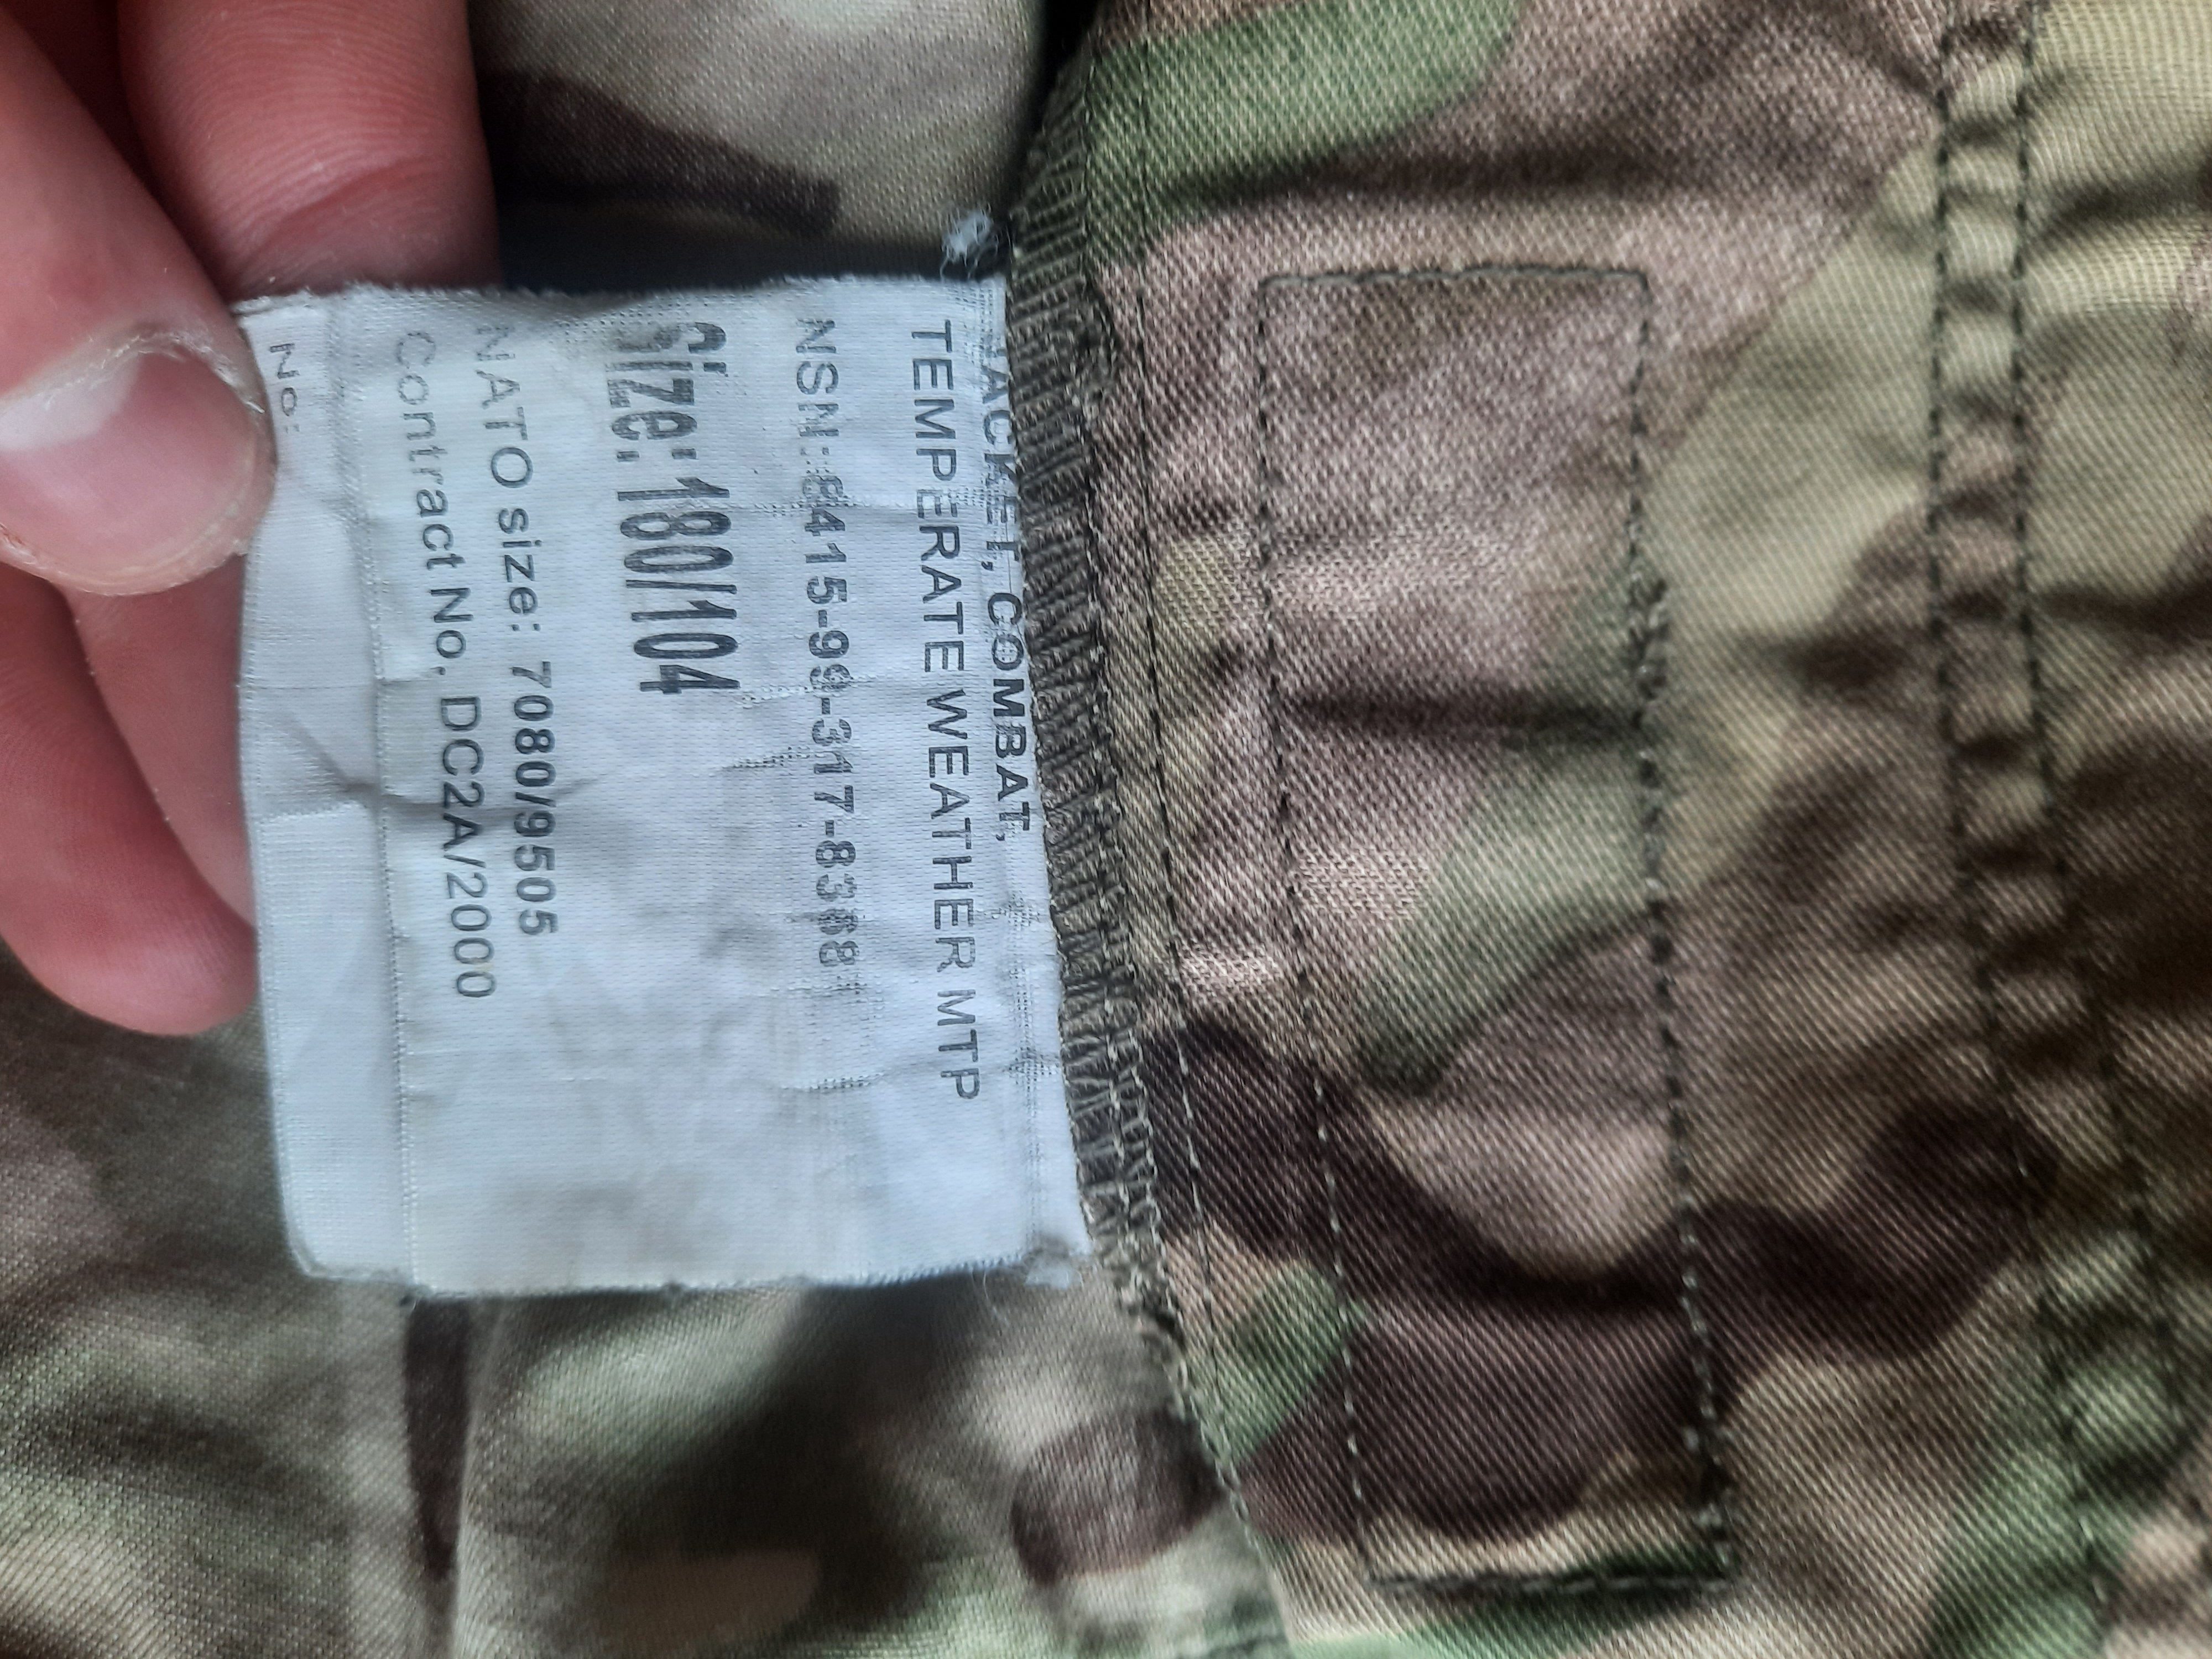 JACKET, COMBAT,
TEMPERATE WEATHER MTP
NSN: 8415-99-317-8368
Size: 180/104
NATO size: 7080/9505
Contract No. DC2A/2000
No: